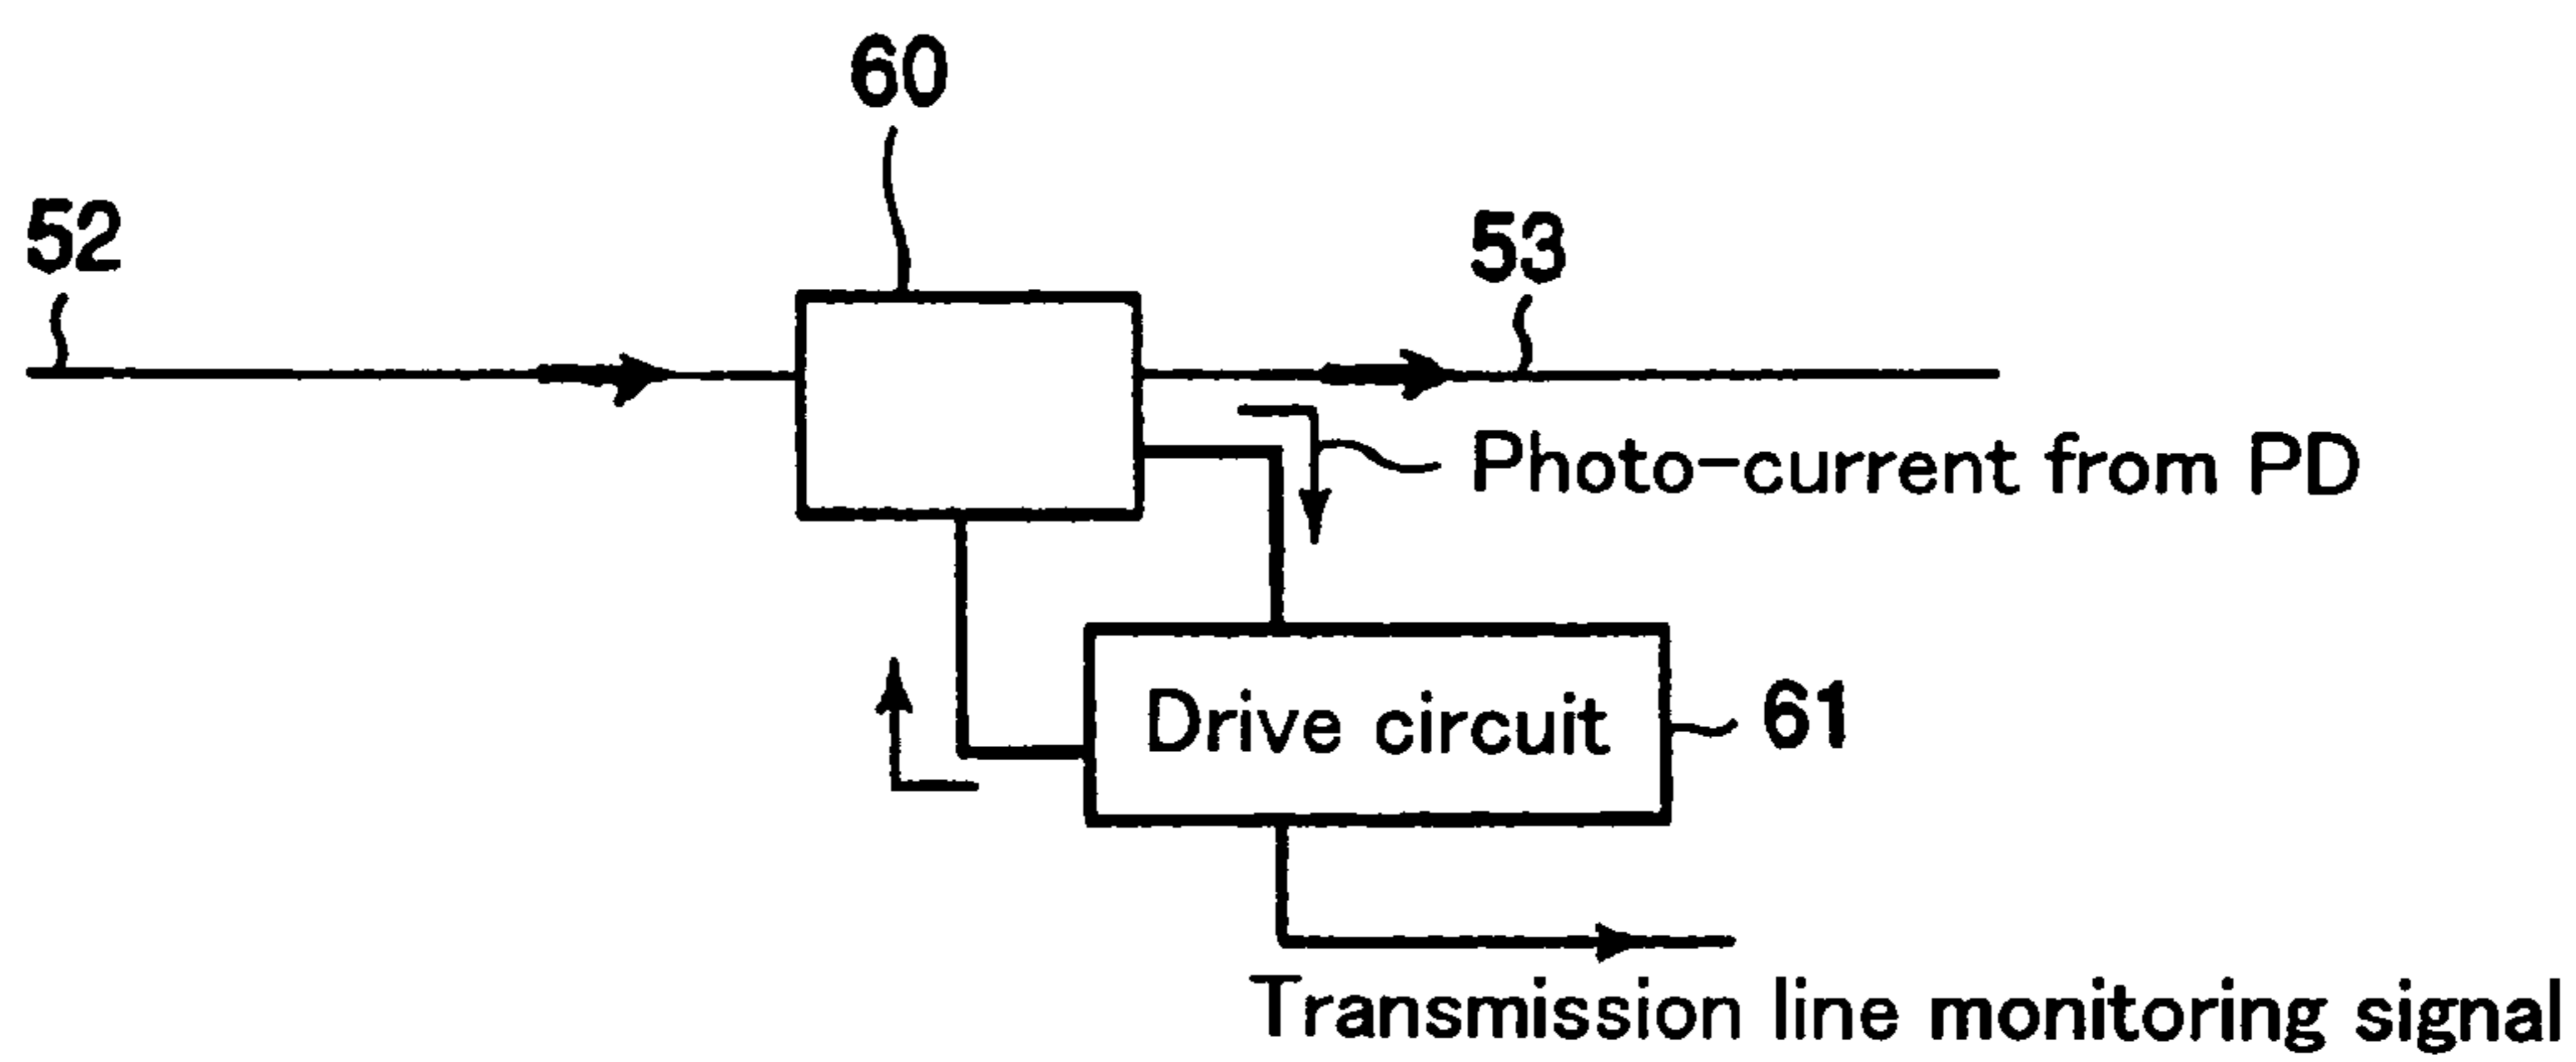 60
52
53
Photo-current from PD
Drive circuit
61
Transmission line monitoring signal